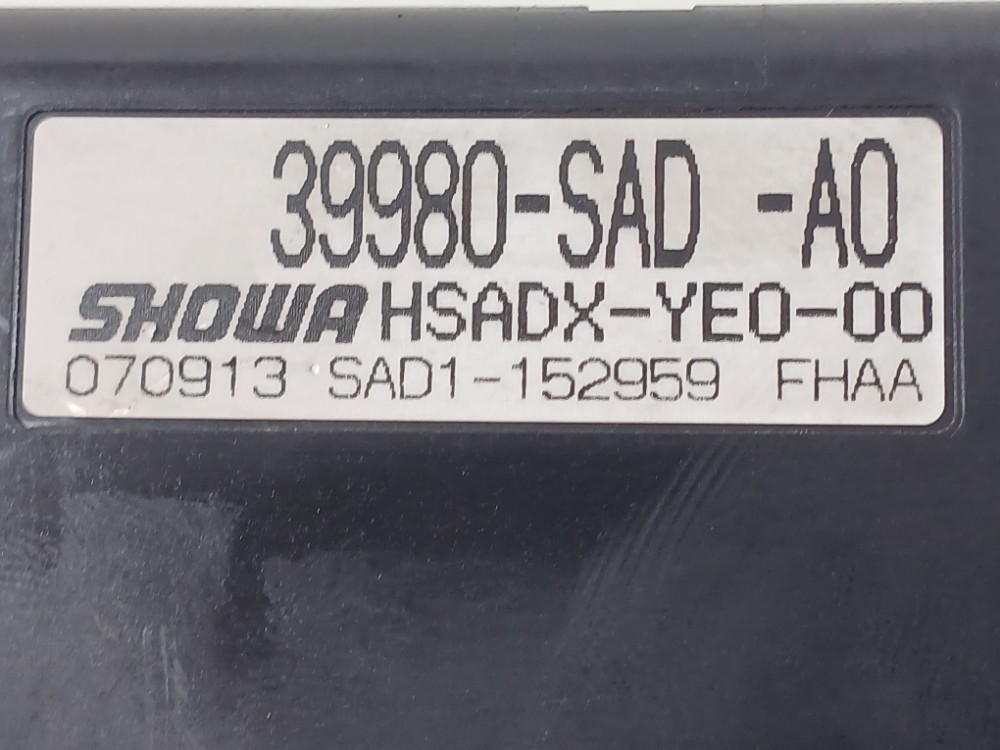 39980-SAD -A0
SHOWA HSADX-YE0-00
070913 SAD1-152959 FHAA